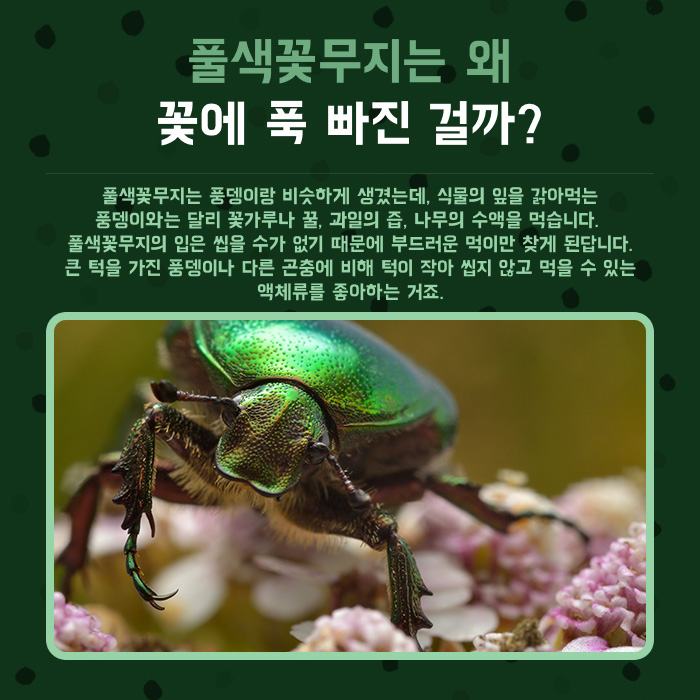 풀색꽃무지는 왜
꽃에 푹 빠진 걸까?
풀색꽃무지는 풍뎅이랑 비슷하게 생겼는데, 식물의 잎을 갉아먹는
풍뎅이와는 달리 꽃가루나 꿀, 과일의 즙, 나무의 수액을 먹습니다.
풀색꽃무지의 입은 씹을 수가 없기 때문에 부드러운 먹이만 찾게 된답니다.
큰 턱을 가진 풍뎅이나 다른 곤충에 비해 턱이 작아 씹지 않고 먹을 수 있는
액체류를 좋아하는 거죠.